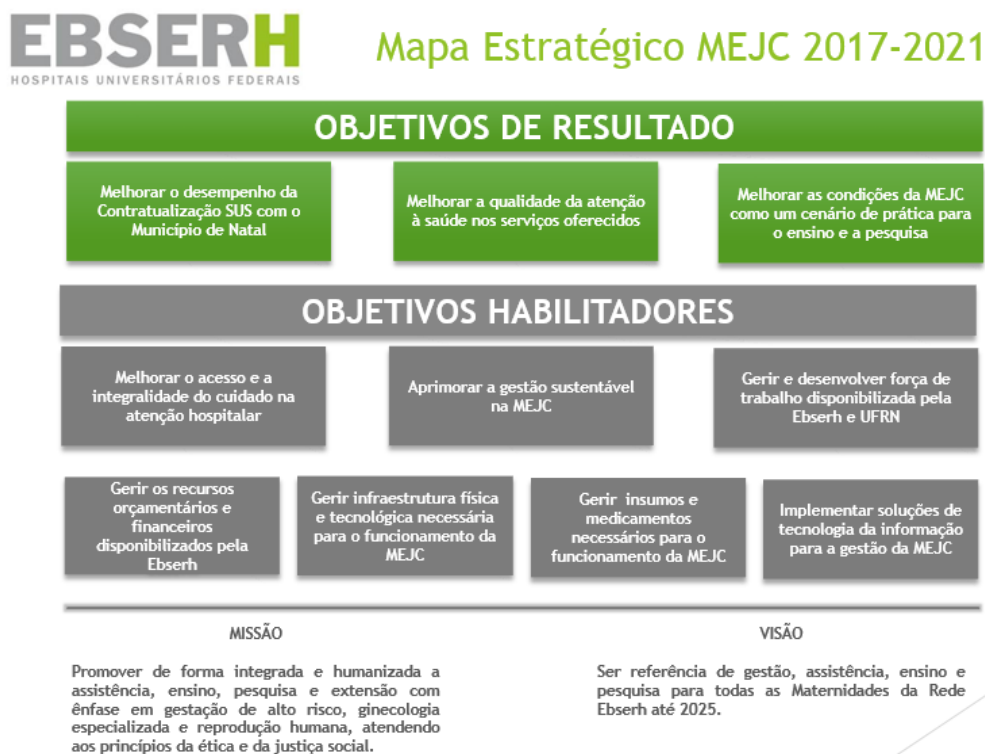 EBSERH
HOSPITAIS UNIVERSITÁRIOS FEDERAIS
Mapa Estratégico MEJC 2017-2021
OBJETIVOS DE RESULTADO
Melhorar o desempenho da
Contratualização SUS com o
Município de Natal
Melhorar a qualidade da atenção
à saúde nos serviços oferecidos
Melhorar as condições da MEJC
como um cenário de prática para
o ensino e a pesquisa
OBJETIVOS HABILITADORES
Melhorar o acesso e a
integralidade do cuidado na
atenção hospitalar
Aprimorar a gestão sustentável
na MEJC
Gerir e desenvolver força de
trabalho disponibilizada pela
Ebserh e UFRN
Gerir os recursos
orçamentários e
financeiros
disponibilizados pela
Ebserh
Gerir infraestrutura física
e tecnológica necessária
para o funcionamento da
MEJC
Gerir insumos e
medicamentos
necessários para o
funcionamento da MEJC
Implementar soluções de
tecnologia da informação
para a gestão da MEJC
MISSÃO
Promover de forma integrada e humanizada a
assistência, ensino, pesquisa e extensão com
ênfase em gestação de alto risco, ginecologia
especializada e reprodução humana, atendendo
aos princípios da ética e da justiça social.
VISÃO
Ser referência de gestão, assistência, ensino e
pesquisa para todas as Maternidades da Rede
Ebserh até 2025.